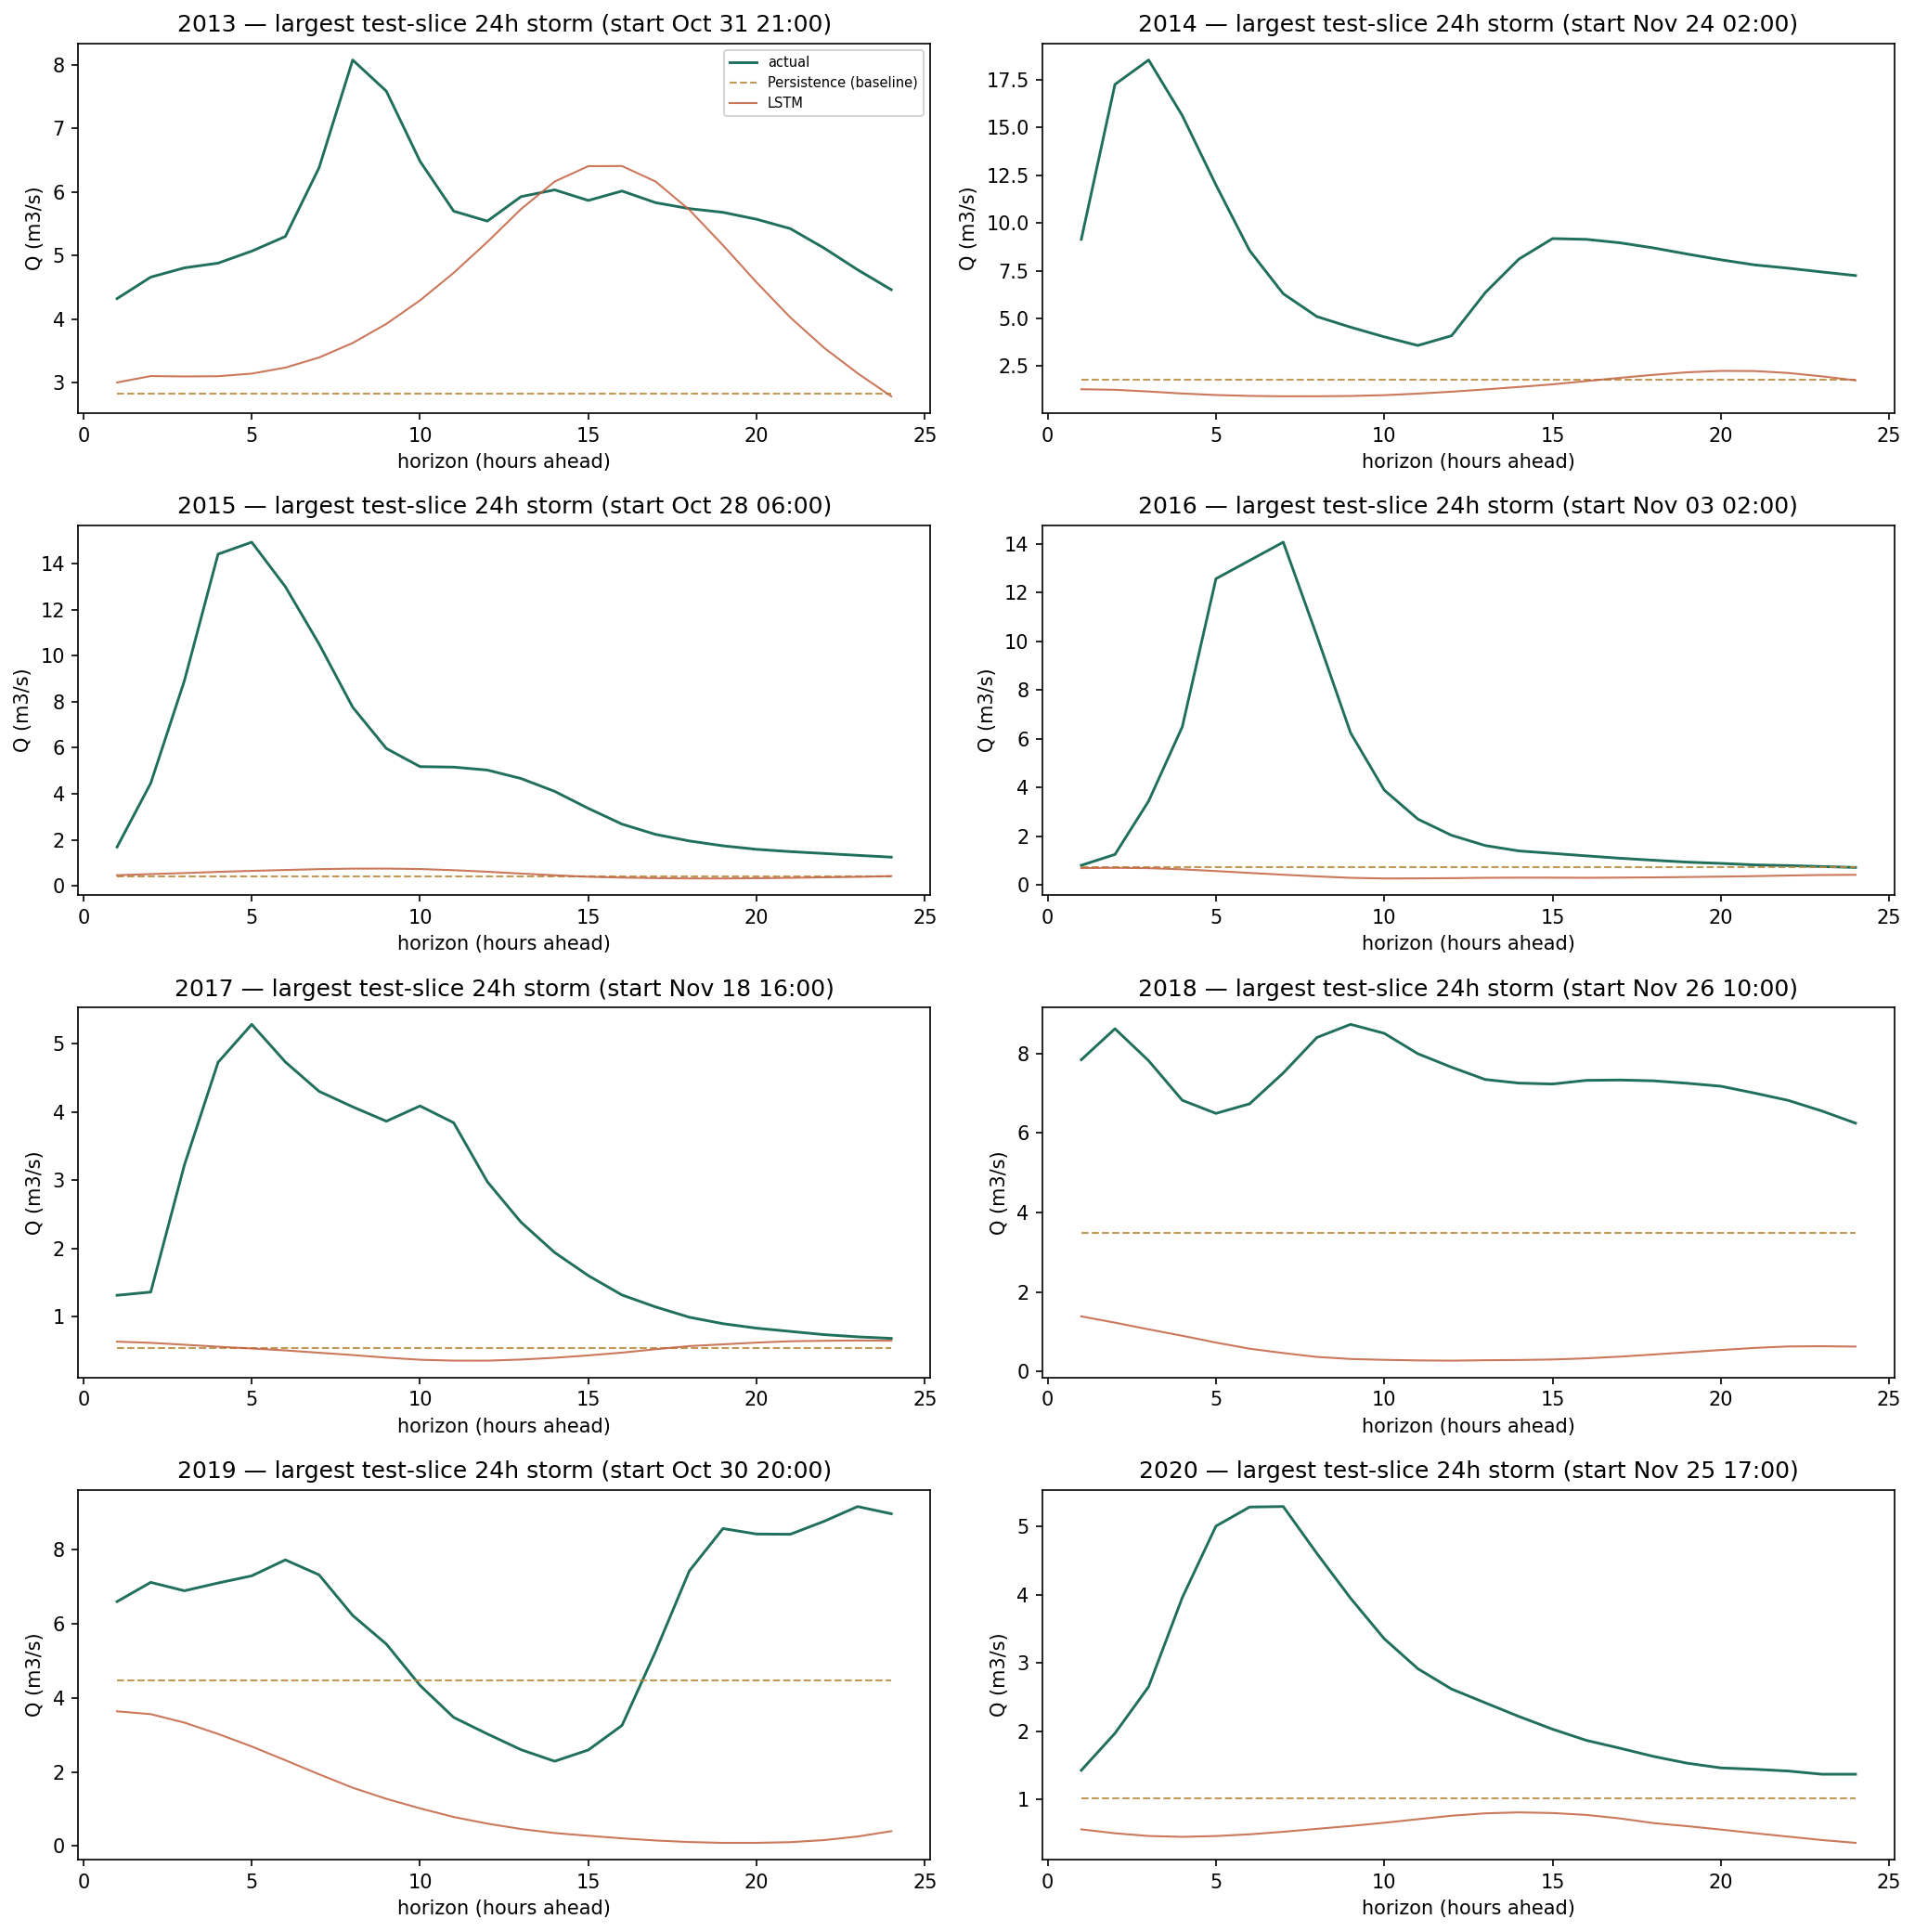 2013 — largest test-slice 24h storm (start Oct 31 21:00)
8
7
6
5
4
3
Q (m3/s)
actual
Persistence (baseline)
LSTM
0 5 10 15 20 25
horizon (hours ahead)
2014 — largest test-slice 24h storm (start Nov 24 02:00)
17.5
15.0
12.5
10.0
7.5
5.0
2.5
Q (m3/s)
0 5 10 15 20 25
horizon (hours ahead)
2015 — largest test-slice 24h storm (start Oct 28 06:00)
14
12
10
8
6
4
2
0
Q (m3/s)
0 5 10 15 20 25
horizon (hours ahead)
2016 — largest test-slice 24h storm (start Nov 03 02:00)
14
12
10
8
6
4
2
0
Q (m3/s)
0 5 10 15 20 25
horizon (hours ahead)
2017 — largest test-slice 24h storm (start Nov 18 16:00)
5
4
3
2
1
Q (m3/s)
0 5 10 15 20 25
horizon (hours ahead)
2018 — largest test-slice 24h storm (start Nov 26 10:00)
8
6
4
2
0
Q (m3/s)
0 5 10 15 20 25
horizon (hours ahead)
2019 — largest test-slice 24h storm (start Oct 30 20:00)
8
6
4
2
0
Q (m3/s)
0 5 10 15 20 25
horizon (hours ahead)
2020 — largest test-slice 24h storm (start Nov 25 17:00)
5
4
3
2
1
Q (m3/s)
0 5 10 15 20 25
horizon (hours ahead)